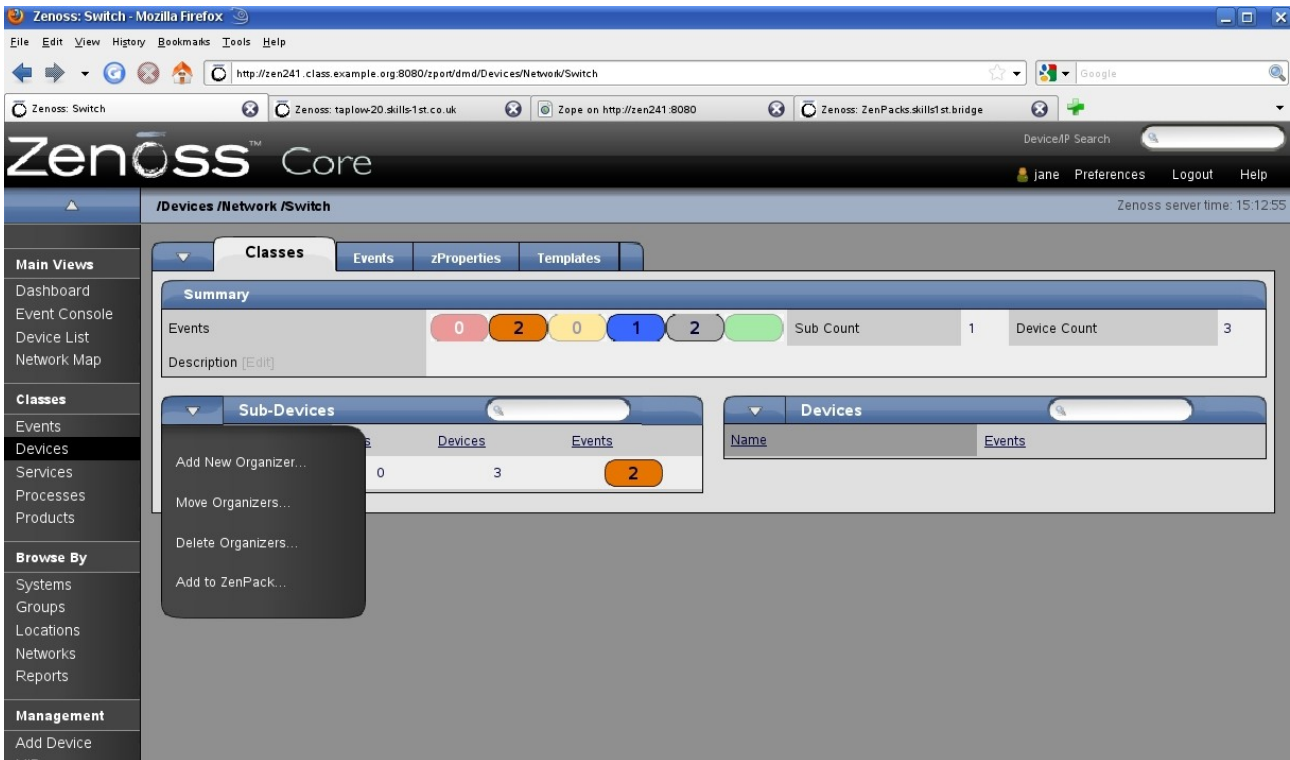 Zenoss: Switch - Mozilla Firefox
File Edit View History Bookmarks Tools Help
http://zen241.class.example.org:8080/zport/dmd/Devices/Network/Switch
Google
Zenoss: Switch
Zenoss: taplow-20.skills-1st.co.uk
Zope on http://zen241:8080
Zenoss: ZenPacks.skills1st.bridge
Zenoss™ Core
Device/IP Search
jane Preferences Logout Help
/Devices /Network /Switch
Zenoss server time: 15:12:55
Main Views
Dashboard
Event Console
Device List
Network Map
Classes
Events
Devices
Services
Processes
Products
Browse By
Systems
Groups
Locations
Networks
Reports
Management
Add Device
Classes Events zProperties Templates
Summary
Events 0 2 0 1 2 Sub Count 1 Device Count 3
Description [Edit]
Sub-Devices
Devices Events
0 3 2
Add New Organizer...
Move Organizers...
Delete Organizers...
Add to ZenPack...
Devices
Name Events